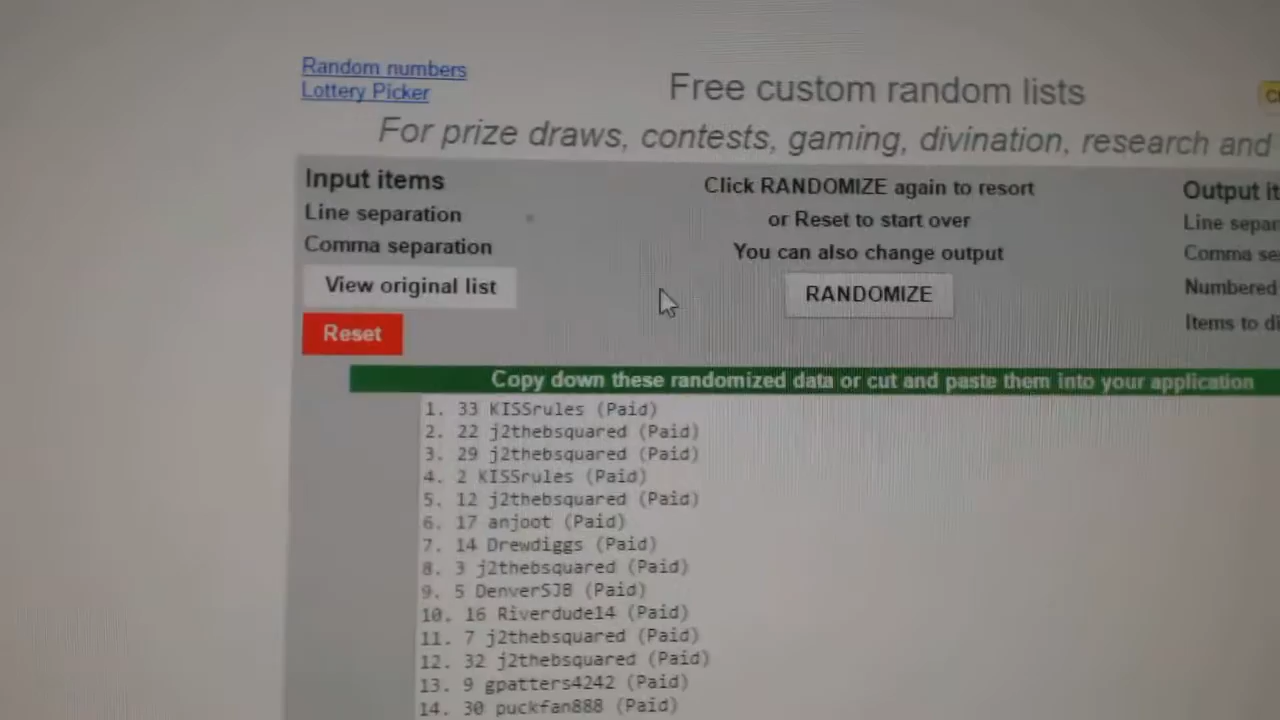 Random numbers
Lottery Picker
Free custom random lists
For prize draws, contests, gaming, divination, research and
Input items
Line separation
Comma separation
View original list
Reset
Click RANDOMIZE again to resort
or Reset to start over
You can also change output
RANDOMIZE
Output
Line
Comma
Numbered
Items to
Copy down these randomized data or cut and paste them into your application
1. 33 KISSrules (Paid)
2. 22 j2thebsquared (Paid)
3. 29 j2thebsquared (Paid)
4. 2 KISSrules (Paid)
5. 12 j2thebsquared (Paid)
6. 17 anjoot (Paid)
7. 14 Drewdiggs (Paid)
8. 3 j2thebsquared (Paid)
9. 5 DenverSJB (Paid)
10. 16 Riverdude14 (Paid)
11. 7 j2thebsquared (Paid)
12. 32 j2thebsquared (Paid)
13. 9 gpatters4242 (Paid)
14. 30 puckfan888 (Paid)